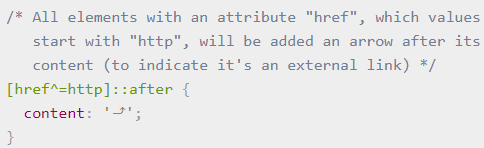 /* All elements with an attribute "href", which values
start with "http", will be added an arrow after its
content (to indicate it's an external link) */
[href^=http]::after {
content: '⤴';
}